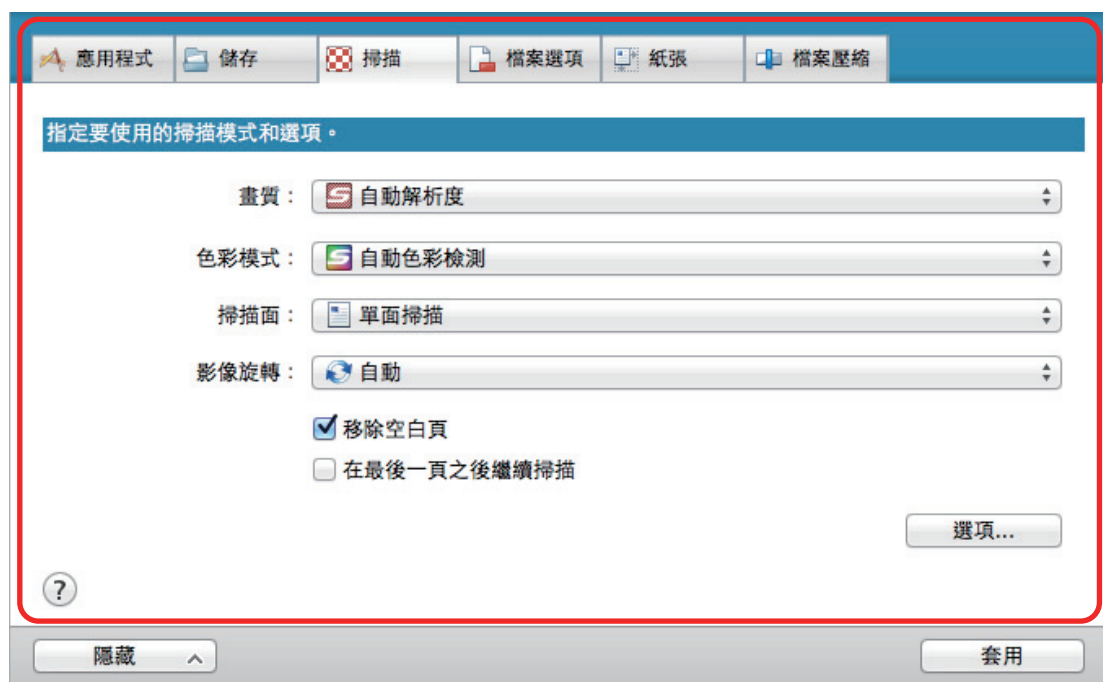 應用程式 儲存 掃描 檔案選項 紙張 檔案壓縮
指定要使用的掃描模式和選項。
畫質： 自動解析度
色彩模式： 自動色彩檢測
掃描面： 單面掃描
影像旋轉： 自動
移除空白頁
在最後一頁之後繼續掃描
選項...
?
隱藏 套用